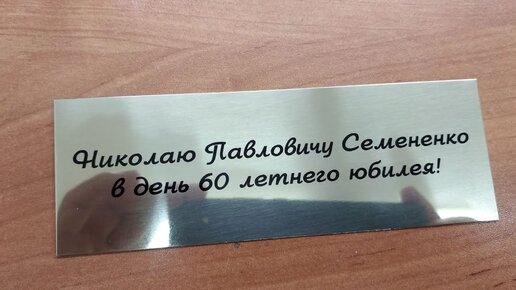 Николаю Павловичу Семененко
в день 60 летнего юбилея!